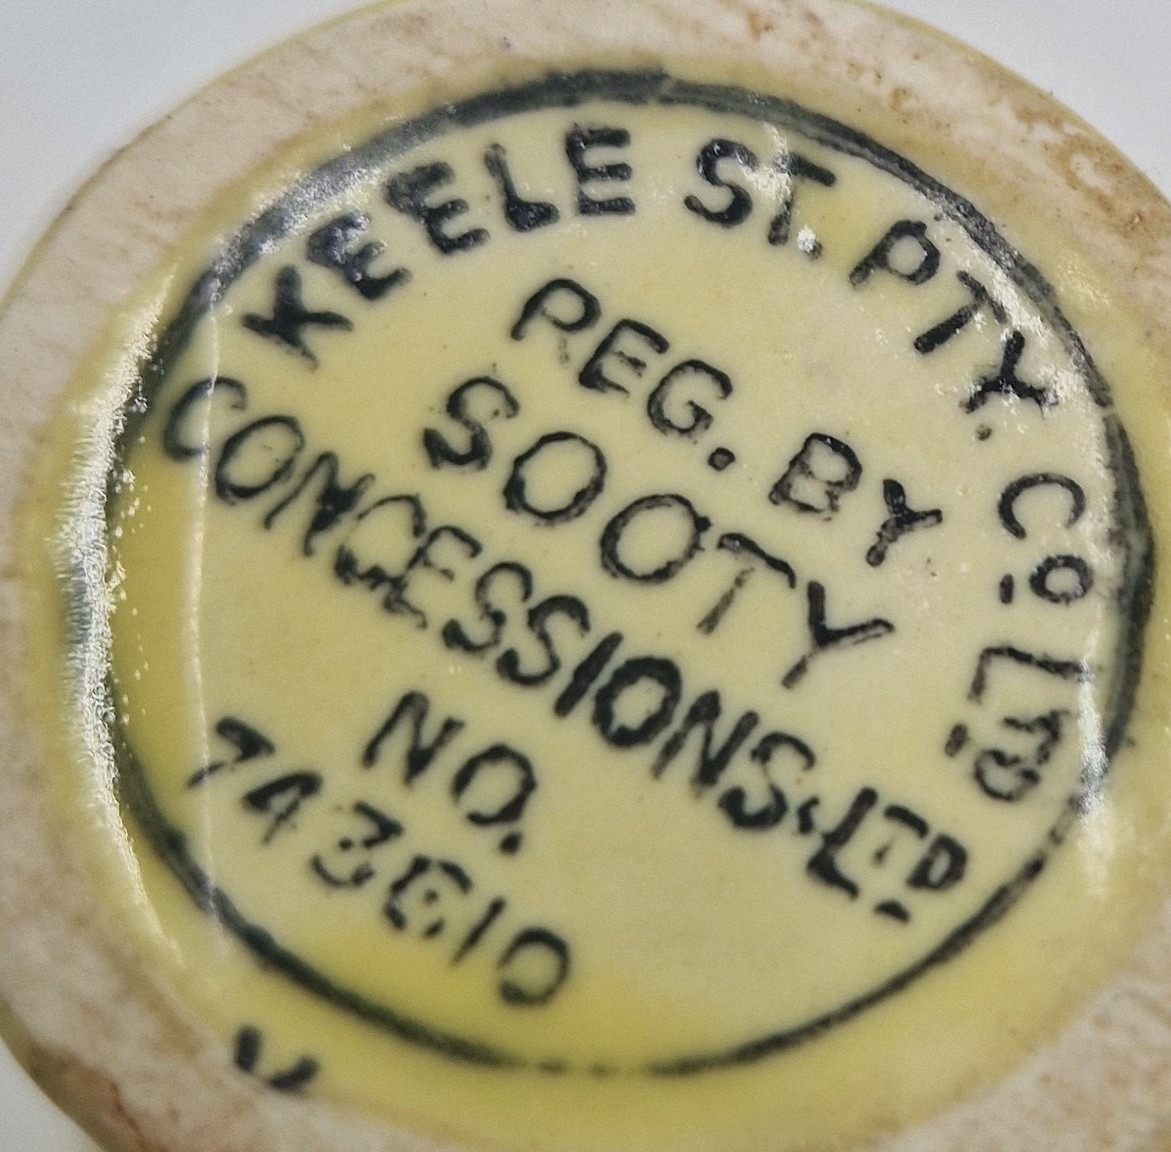 KEELE ST. PTY. Co LTD
REG. BY
SOOTY
CONCESSIONS. LTD
NO.
743610